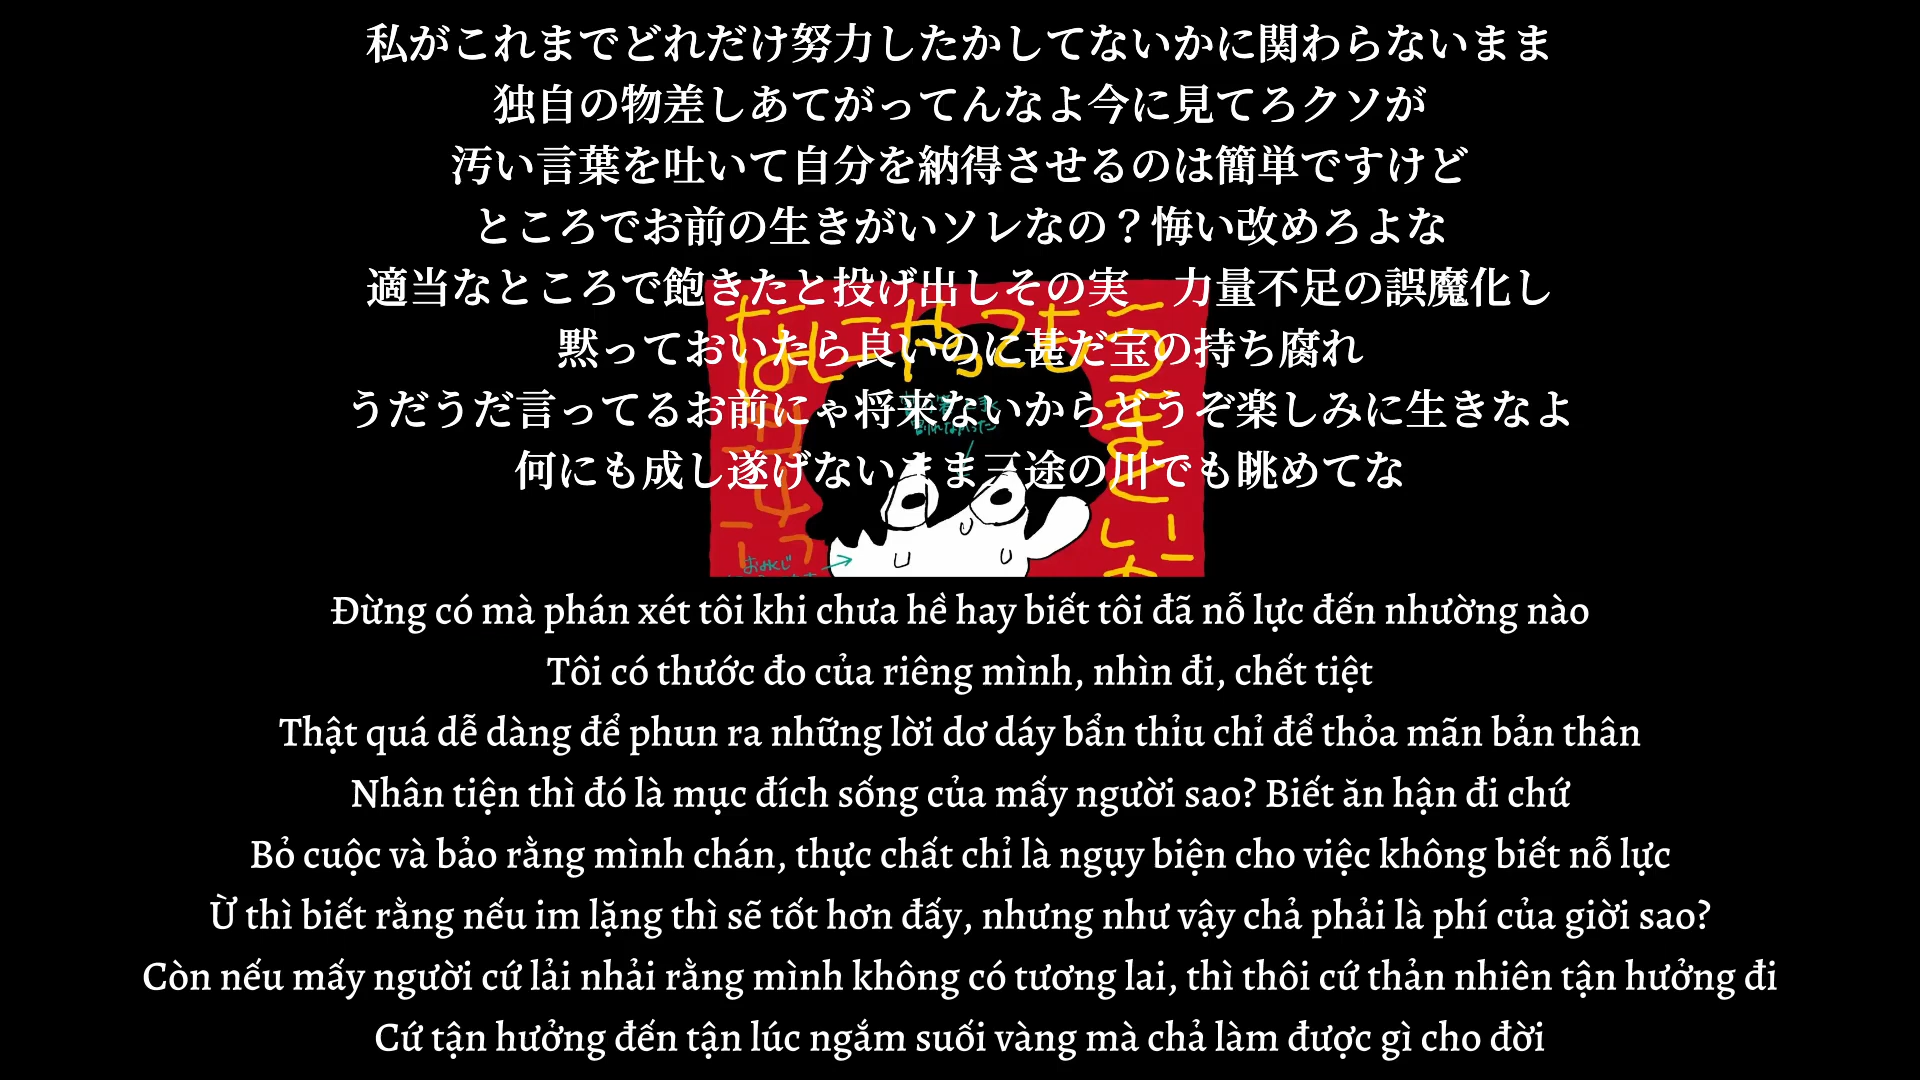 私がこれまでどれだけ努力したかしてないかに関わらないまま
独自の物差しあてがってんなよ今に見てろクソが
汚い言葉を吐いて自分を納得させるのは簡単ですけど
ところでお前の生きがいソレなの？悔い改めろよな
適当なところで飽きたと投げ出しその実　力量不足の誤魔化し
黙っておいたら良いのに甚だ宝の持ち腐れ
うだうだ言ってるお前にゃ将来ないからどうぞ楽しみに生きなよ
何にも成し遂げないまま三途の川でも眺めてな
なにやってもうまくいか
おみくじ
Đừng có mà phán xét tôi khi chưa hề hay biết tôi đã nỗ lực đến nhường nào
Tôi có thước đo của riêng mình, nhìn đi, chết tiệt
Thật quá dễ dàng để phun ra những lời dơ dáy bẩn thỉu chỉ để thỏa mãn bản thân
Nhân tiện thì đó là mục đích sống của mấy người sao? Biết ăn hận đi chứ
Bỏ cuộc và bảo rằng mình chán, thực chất chỉ là ngụy biện cho việc không biết nỗ lực
Ừ thì biết rằng nếu im lặng thì sẽ tốt hơn đấy, nhưng như vậy chả phải là phí của giời sao?
Còn nếu mấy người cứ lải nhải rằng mình không có tương lai, thì thôi cứ thản nhiên tận hưởng đi
Cứ tận hưởng đến tận lúc ngắm suối vàng mà chả làm được gì cho đời